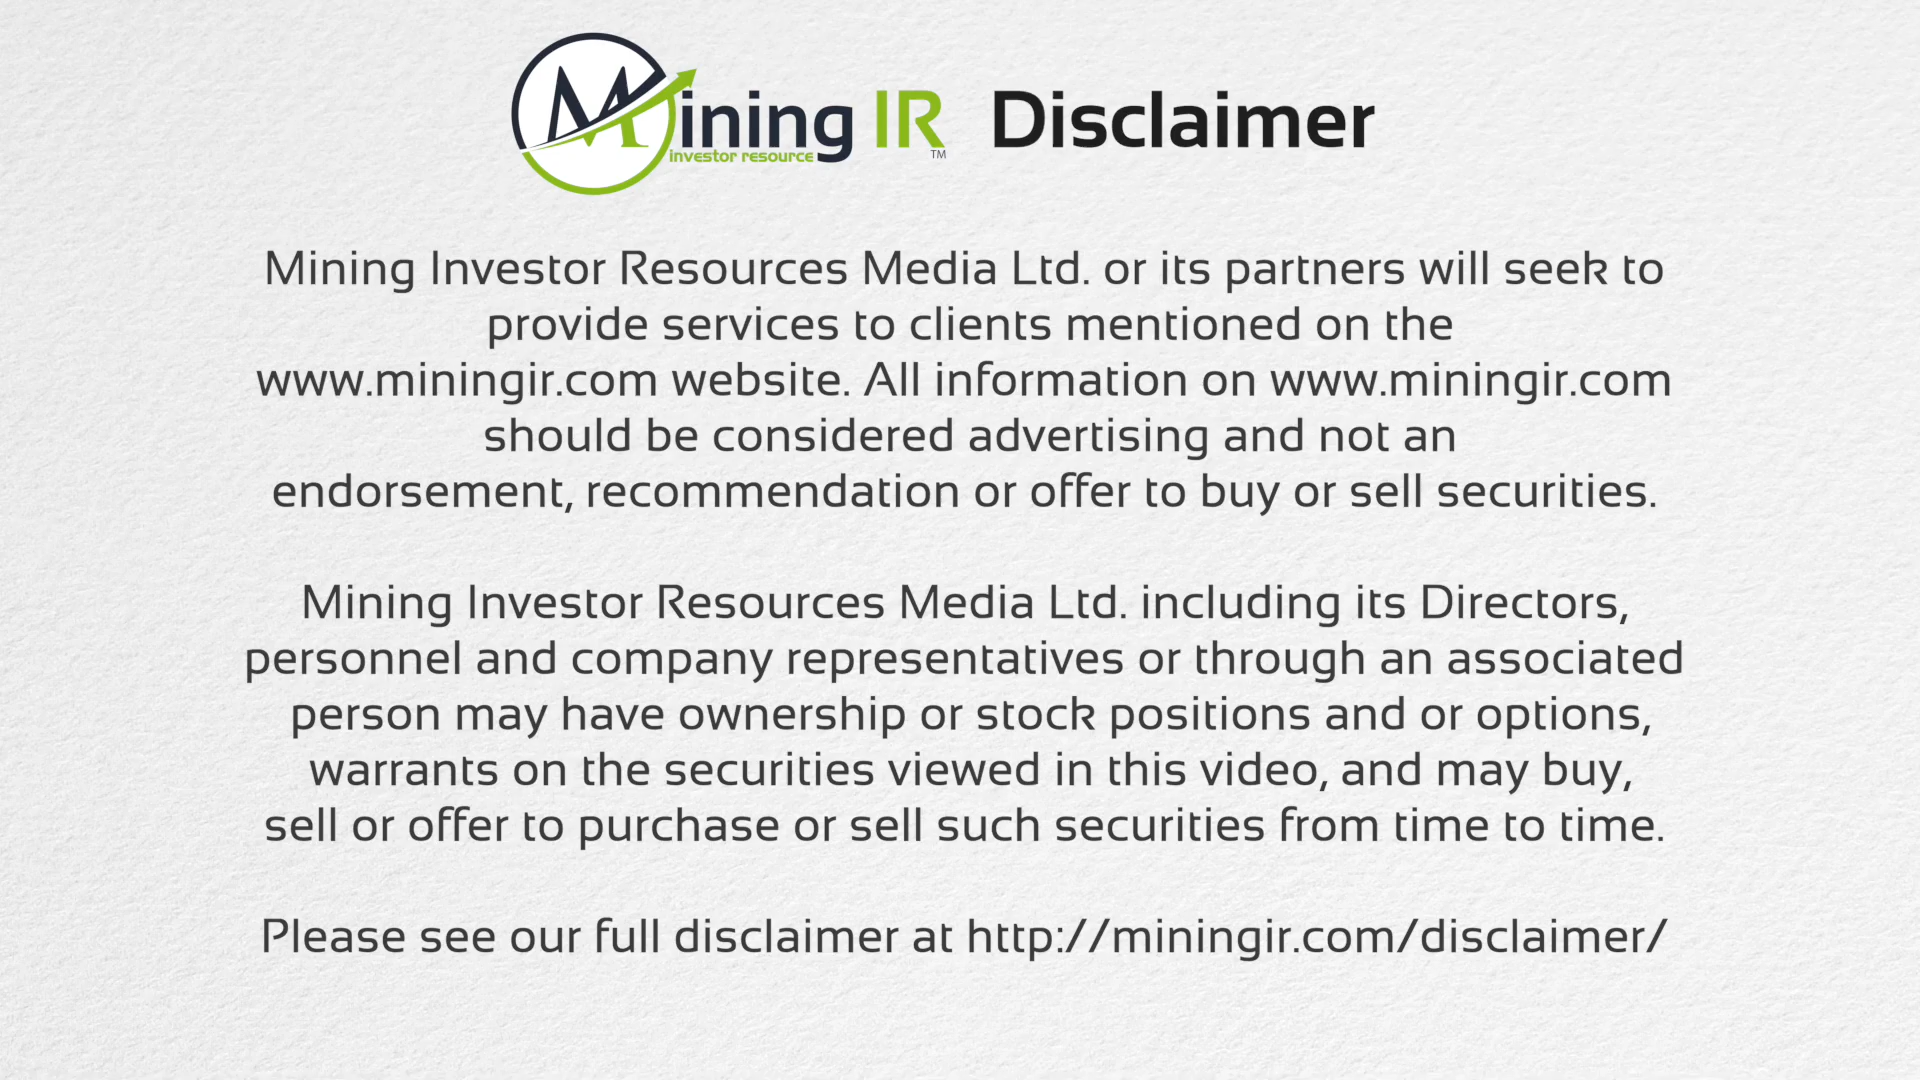 Mining IR™ Disclaimer
investor resource
Mining Investor Resources Media Ltd. or its partners will seek to
provide services to clients mentioned on the
www.miningir.com website. All information on www.miningir.com
should be considered advertising and not an
endorsement, recommendation or offer to buy or sell securities.
Mining Investor Resources Media Ltd. including its Directors,
personnel and company representatives or through an associated
person may have ownership or stock positions and or options,
warrants on the securities viewed in this video, and may buy,
sell or offer to purchase or sell such securities from time to time.
Please see our full disclaimer at http://miningir.com/disclaimer/